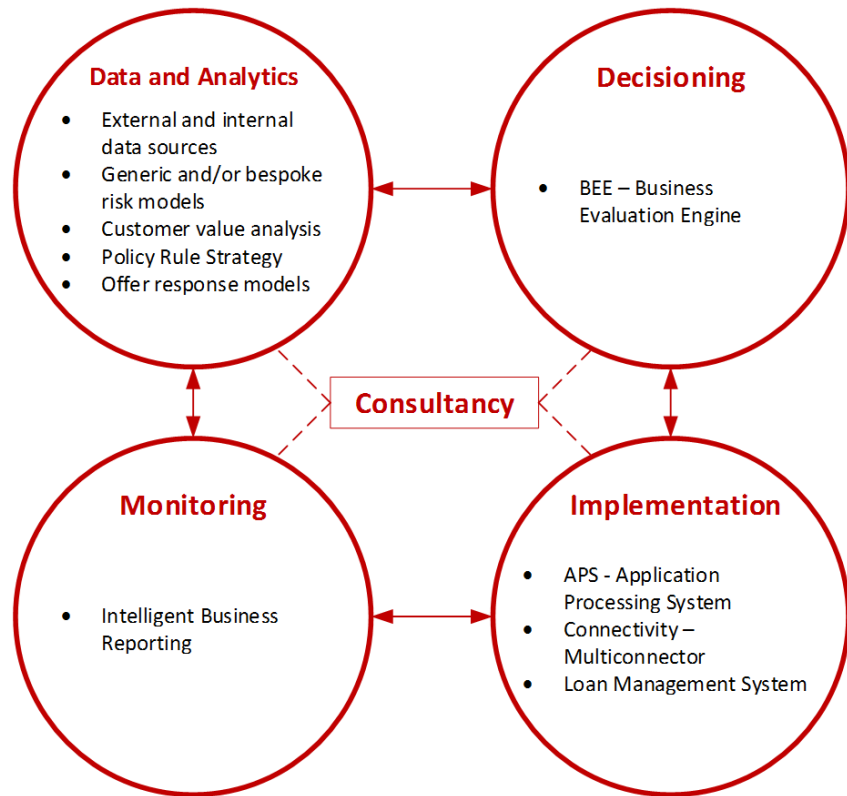 Data and Analytics
• External and internal
data sources
• Generic and/or bespoke
risk models
• Customer value analysis
• Policy Rule Strategy
• Offer response models
Decisioning
• BEE – Business
Evaluation Engine
Consultancy
Monitoring
• Intelligent Business
Reporting
Implementation
• APS - Application
Processing System
• Connectivity –
Multiconnector
• Loan Management System